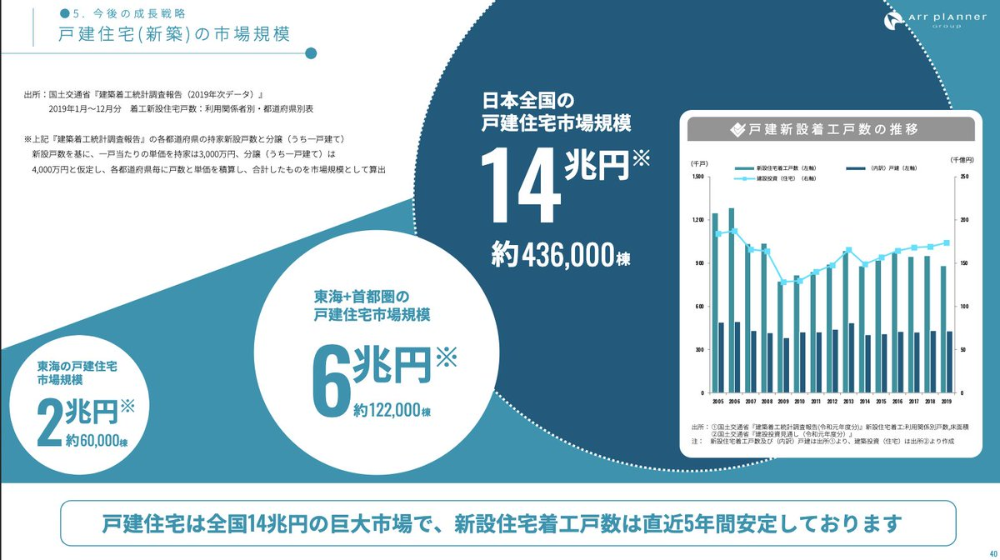 ●5. 今後の成長戦略
戸建住宅(新築)の市場規模
Arr planner
Group
出所:国土交通省『建築着工統計調査報告(2019年次データ)』
2019年1月~12月分 着工新設住宅戸数:利用関係者別・都道府県別表
※上記『建築着工統計調査報告』の各都道府県の持家新設戸数と分譲(うち一戸建て)
新設戸数を基に、一戸当たりの単価を持家は3,000万円、分譲(うち一戸建て)は
4,000万円と仮定し、各都道府県毎に戸数と単価を積算し、合計したものを市場規模として算出
東海の戸建住宅
市場規模
2兆円※
約60,000棟
東海+首都圏の
戸建住宅市場規模
6兆円※
約122,000棟
日本全国の
戸建住宅市場規模
14兆円※
約436,000棟
戸建新設着工戸数の推移
(千戸) (千億円)
新設住宅着工戸数(左軸) (内訳)戸建(左軸)
建設投資(住宅)(右軸)
1,500 250
1,200 200
900 150
600 100
300 50
0 0
2005 2006 2007 2008 2009 2010 2011 2012 2013 2014 2015 2016 2017 2018 2019
出所:①国土交通省『建築着工統計調査報告(令和元年度分)』新設住宅着工:利用関係別戸数,床面積
②国土交通省『建設投資見通し(令和元年度分)』
注: 新設住宅着工戸数及び(内訳)戸建は出所①より、建築投資(住宅)は出所②より作成
戸建住宅は全国14兆円の巨大市場で、新設住宅着工戸数は直近5年間安定しております
40